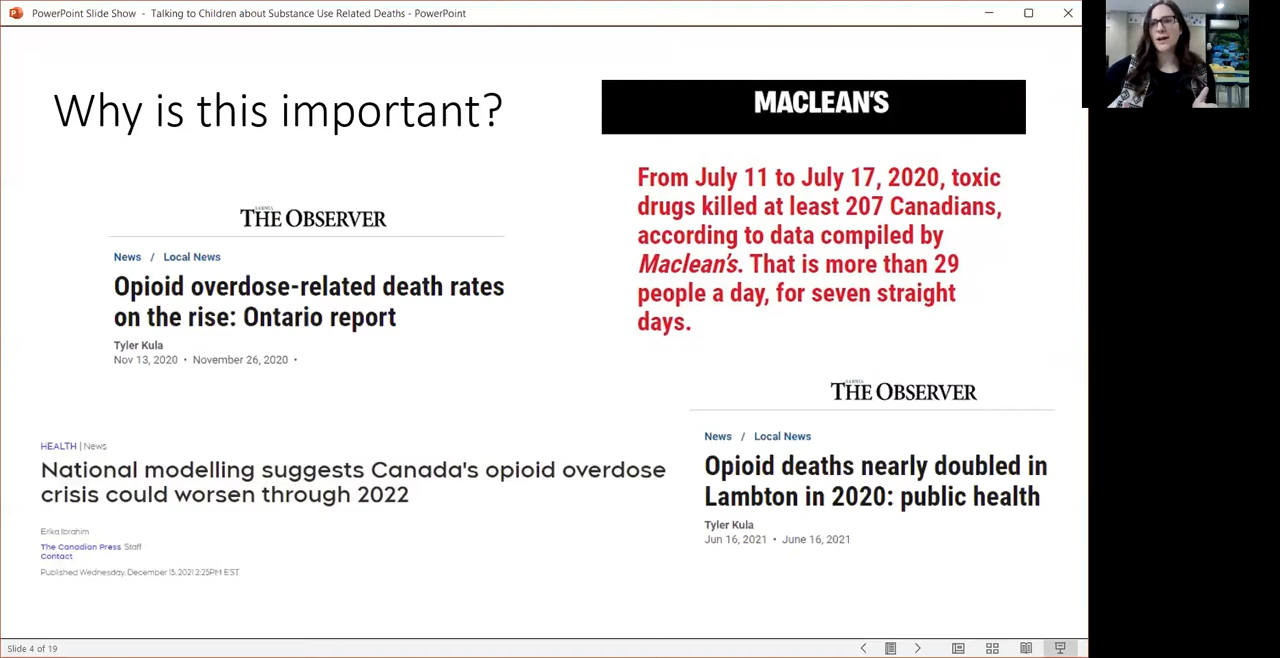 PowerPoint Slide Show - Talking to Children about Substance Use Related Deaths - PowerPoint
Why is this important?
MACLEAN'S
From July 11 to July 17, 2020, toxic
drugs killed at least 207 Canadians,
according to data compiled by
Maclean's. That is more than 29
people a day, for seven straight
days.
SARNIA
THE OBSERVER
News / Local News
Opioid overdose-related death rates
on the rise: Ontario report
Tyler Kula
Nov 13, 2020 • November 26, 2020 •
HEALTH | News
National modelling suggests Canada's opioid overdose
crisis could worsen through 2022
Erika Ibrahim
The Canadian Press Staff
Contact
Published Wednesday, December 15, 2021 2:25PM EST
SARNIA
THE OBSERVER
News / Local News
Opioid deaths nearly doubled in
Lambton in 2020: public health
Tyler Kula
Jun 16, 2021 • June 16, 2021
Slide 4 of 19